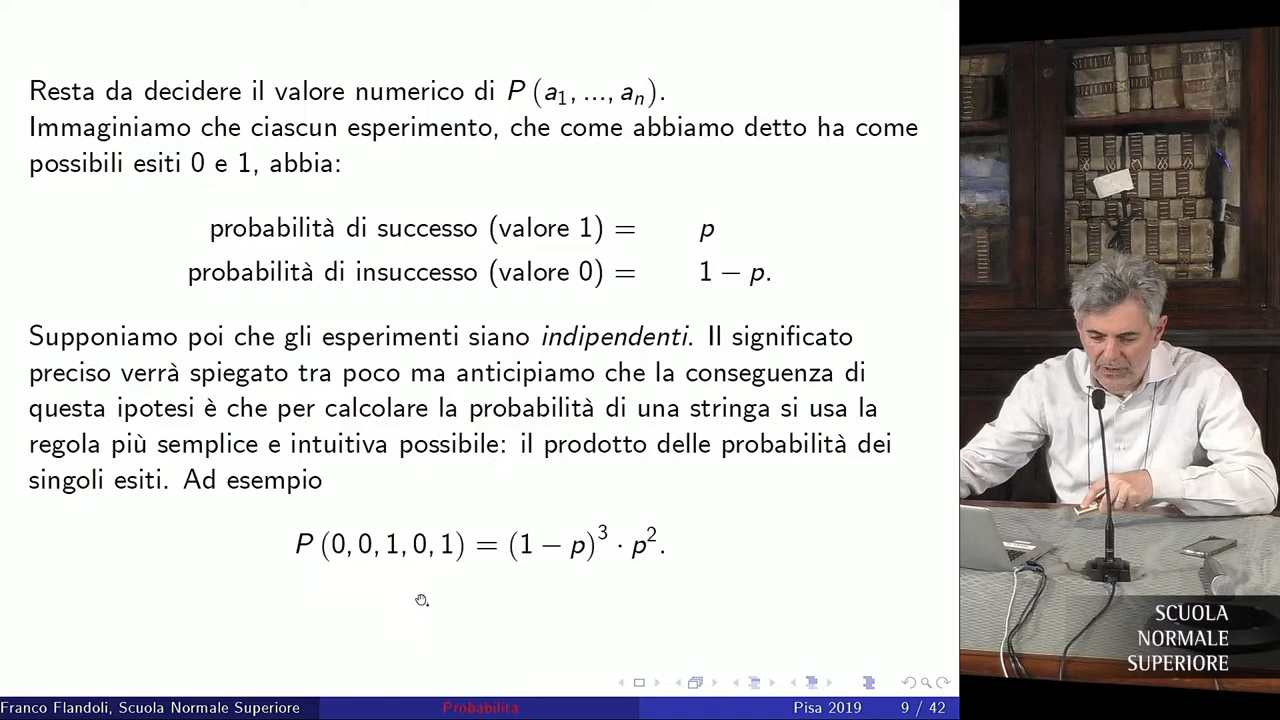 Resta da decidere il valore numerico di P (a₁, ..., aₙ).
Immaginiamo che ciascun esperimento, che come abbiamo detto ha come
possibili esiti 0 e 1, abbia:
probabilità di successo (valore 1) = p
probabilità di insuccesso (valore 0) = 1 − p.
Supponiamo poi che gli esperimenti siano indipendenti. Il significato
preciso verrà spiegato tra poco ma anticipiamo che la conseguenza di
questa ipotesi è che per calcolare la probabilità di una stringa si usa la
regola più semplice e intuitiva possibile: il prodotto delle probabilità dei
singoli esiti. Ad esempio
P (0, 0, 1, 0, 1) = (1 − p)³ · p².
Franco Flandoli, Scuola Normale Superiore Probabilita Pisa 2019 9 / 42
SCUOLA
NORMALE
SUPERIORE